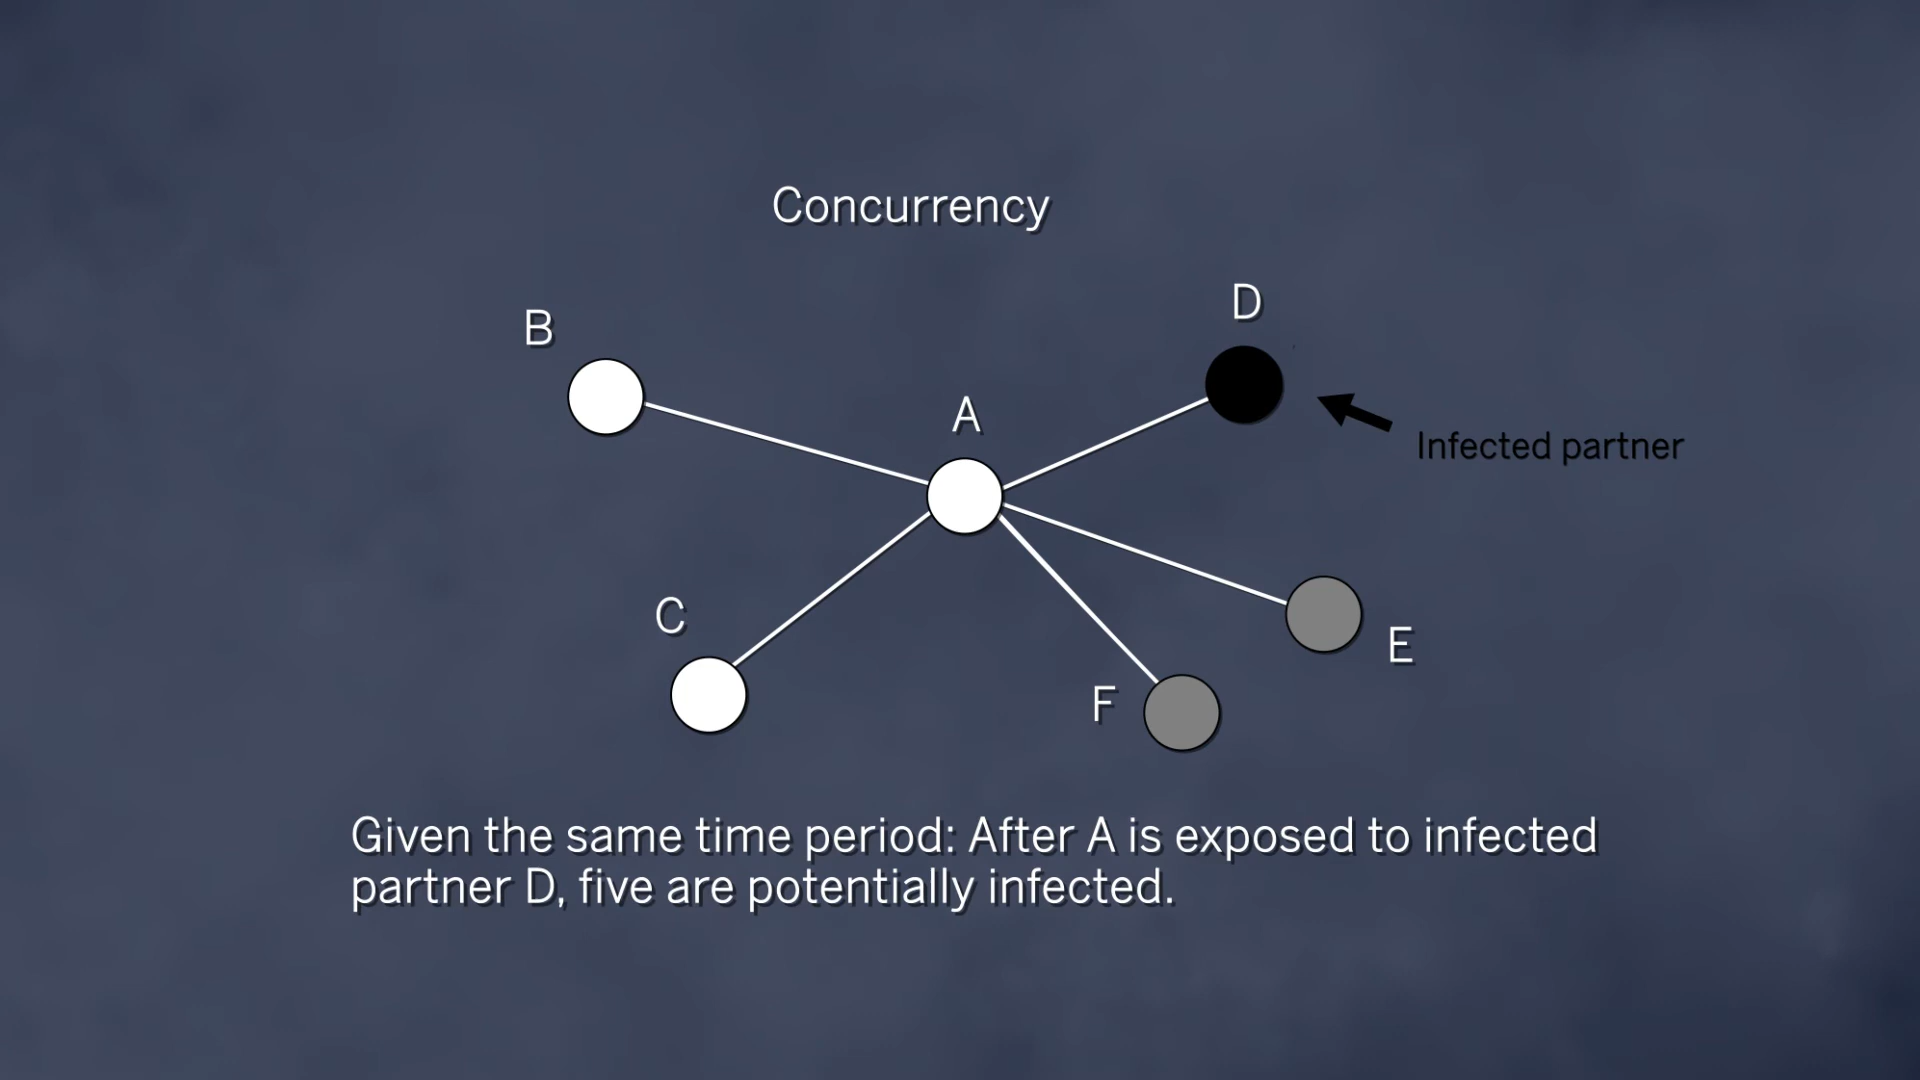 Concurrency
D
B
A
Infected partner
C
E
F
Given the same time period: After A is exposed to infected
partner D, five are potentially infected.